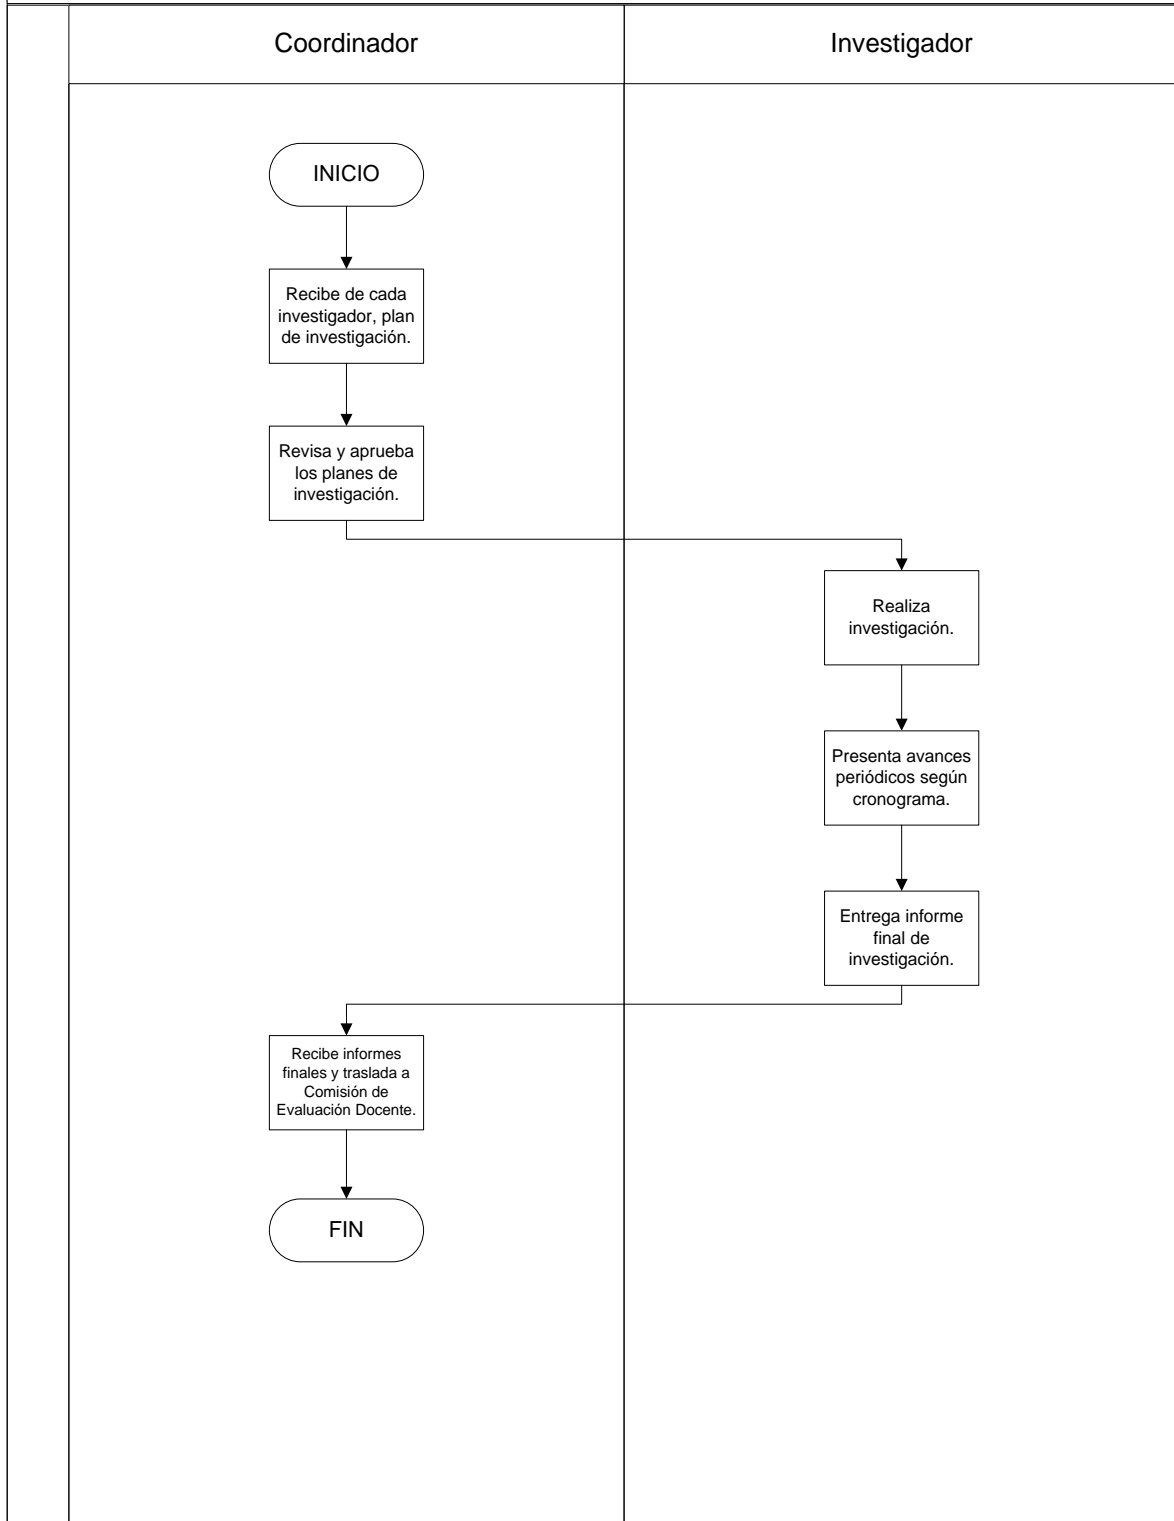 Coordinador
Investigador
INICIO
Recibe de cada
investigador, plan
de investigación.
Revisa y aprueba
los planes de
investigación.
Realiza
investigación.
Presenta avances
periódicos según
cronograma.
Entrega informe
final de
investigación.
Recibe informes
finales y traslada a
Comisión de
Evaluación Docente.
FIN